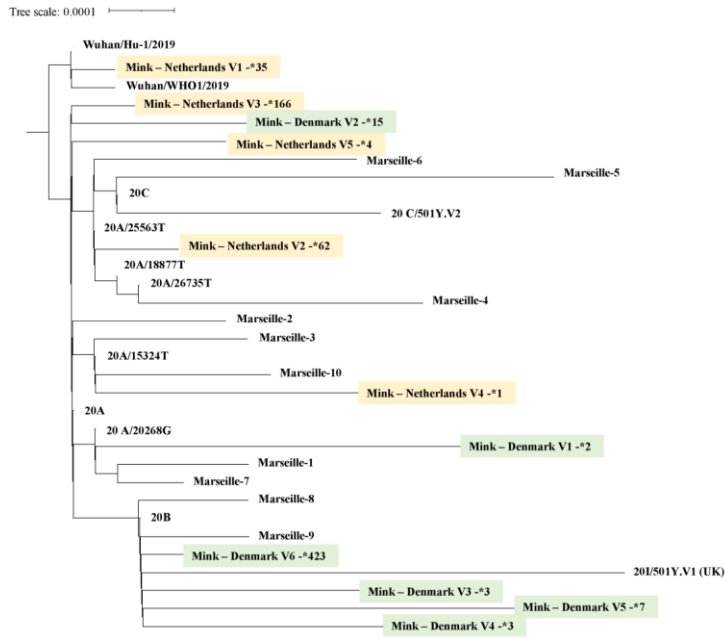 Tree scale: 0.0001
Wuhan/Hu-1/2019
Mink – Netherlands V1 -*35
Wuhan/WHO1/2019
Mink – Netherlands V3 -*166
Mink – Denmark V2 -*15
Mink – Netherlands V5 -*4
Marseille-6
Marseille-5
20C
20 C/501Y.V2
20A/25563T
Mink – Netherlands V2 -*62
20A/18877T
20A/26735T
Marseille-4
Marseille-2
Marseille-3
20A/15324T
Marseille-10
Mink – Netherlands V4 -*1
20A
20 A/20268G
Mink – Denmark V1 -*2
Marseille-1
Marseille-7
Marseille-8
20B
Marseille-9
Mink – Denmark V6 -*423
20I/501Y.V1 (UK)
Mink – Denmark V3 -*3
Mink – Denmark V5 -*7
Mink – Denmark V4 -*3